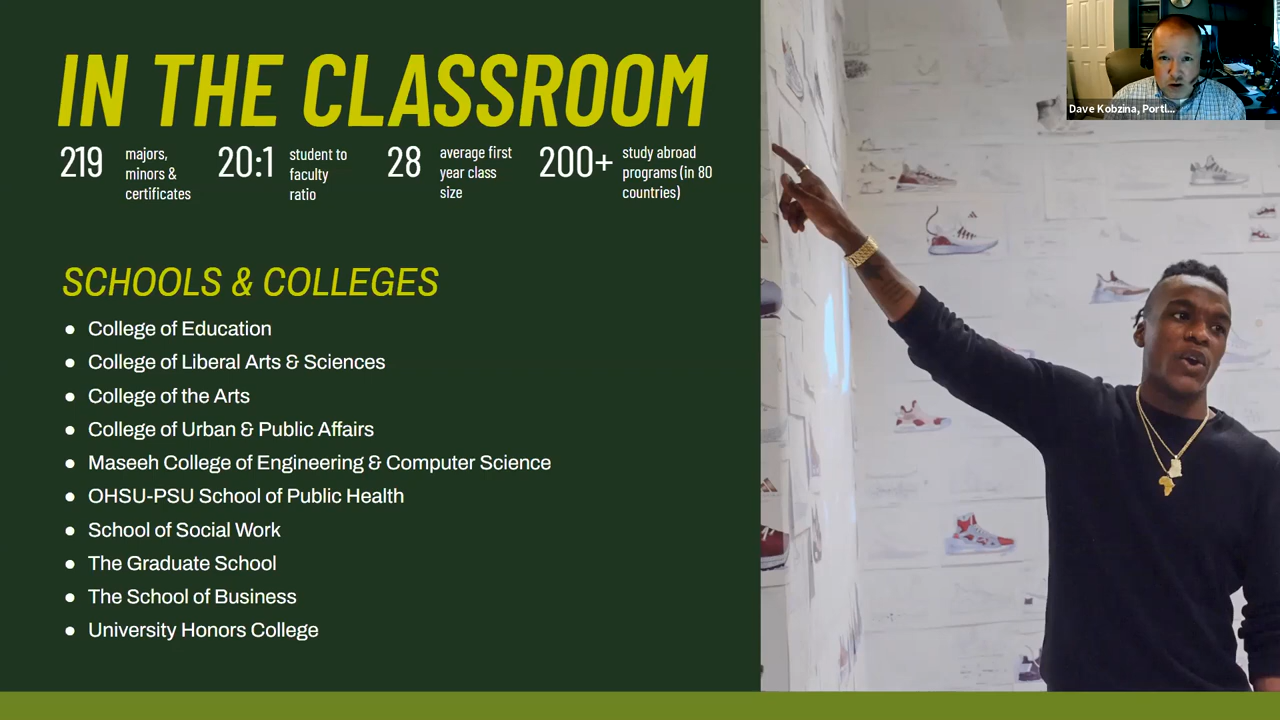 IN THE CLASSROOM
219
majors,
minors &
certificates
20:1
student to
faculty
ratio
28
average first
year class
size
200+
study abroad
programs (in 80
countries)
SCHOOLS & COLLEGES
● College of Education
● College of Liberal Arts & Sciences
● College of the Arts
● College of Urban & Public Affairs
● Maseeh College of Engineering & Computer Science
● OHSU-PSU School of Public Health
● School of Social Work
● The Graduate School
● The School of Business
● University Honors College
Dave Kobzina, Portl...